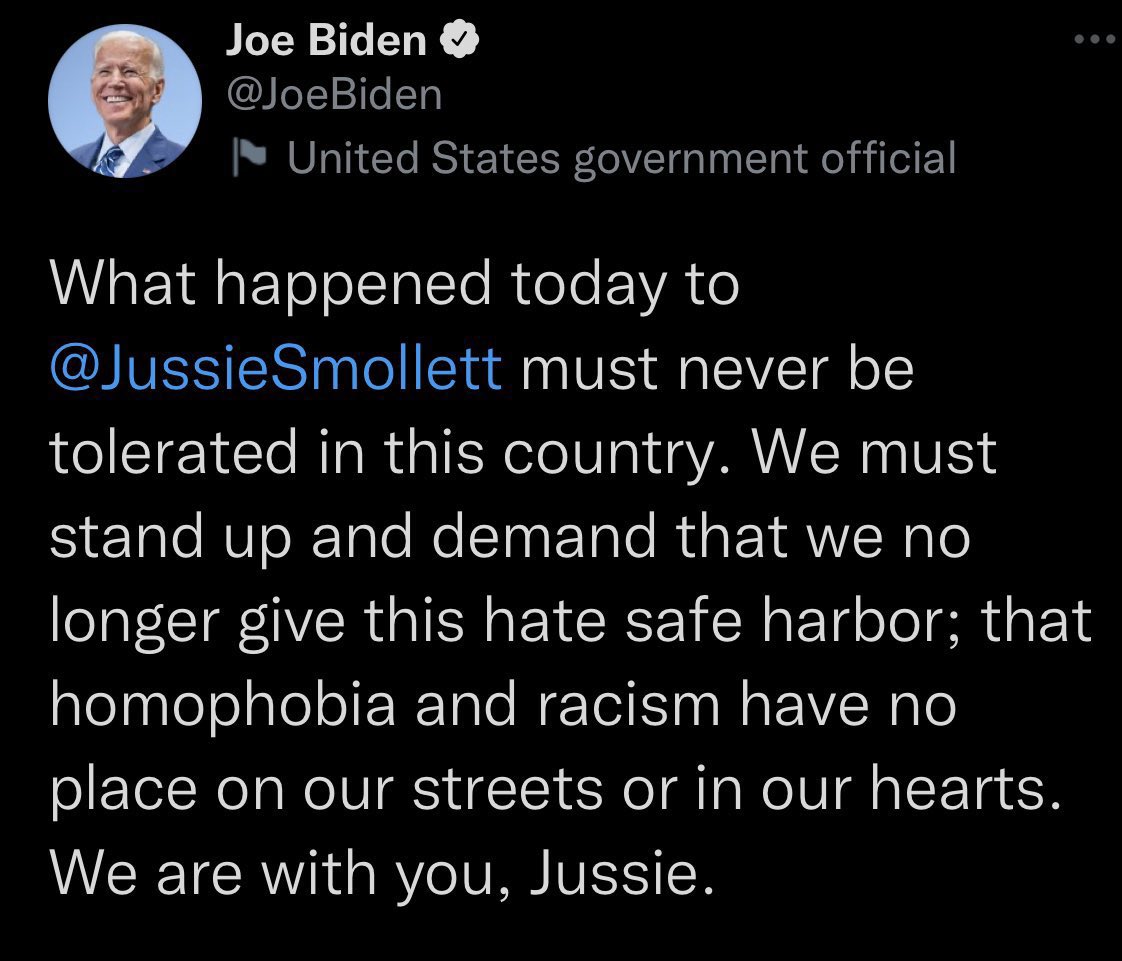 Joe Biden
@JoeBiden
United States government official
What happened today to
@JussieSmollett must never be
tolerated in this country. We must
stand up and demand that we no
longer give this hate safe harbor; that
homophobia and racism have no
place on our streets or in our hearts.
We are with you, Jussie.